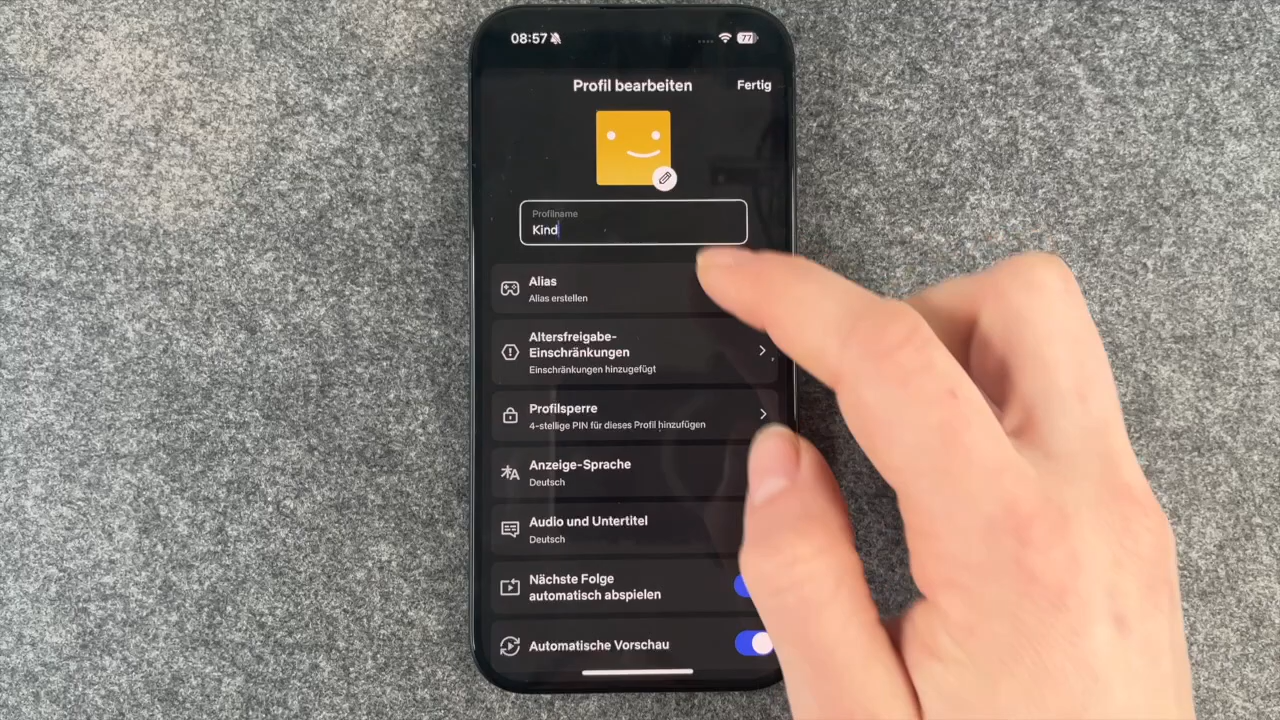 08:57
77
Profil bearbeiten
Fertig
Profilname
Kind
Alias
Alias erstellen
Altersfreigabe-
Einschränkungen
Einschränkungen hinzugefügt
Profilsperre
4-stellige PIN für dieses Profil hinzufügen
Anzeige-Sprache
Deutsch
Audio und Untertitel
Deutsch
Nächste Folge
automatisch abspielen
Automatische Vorschau